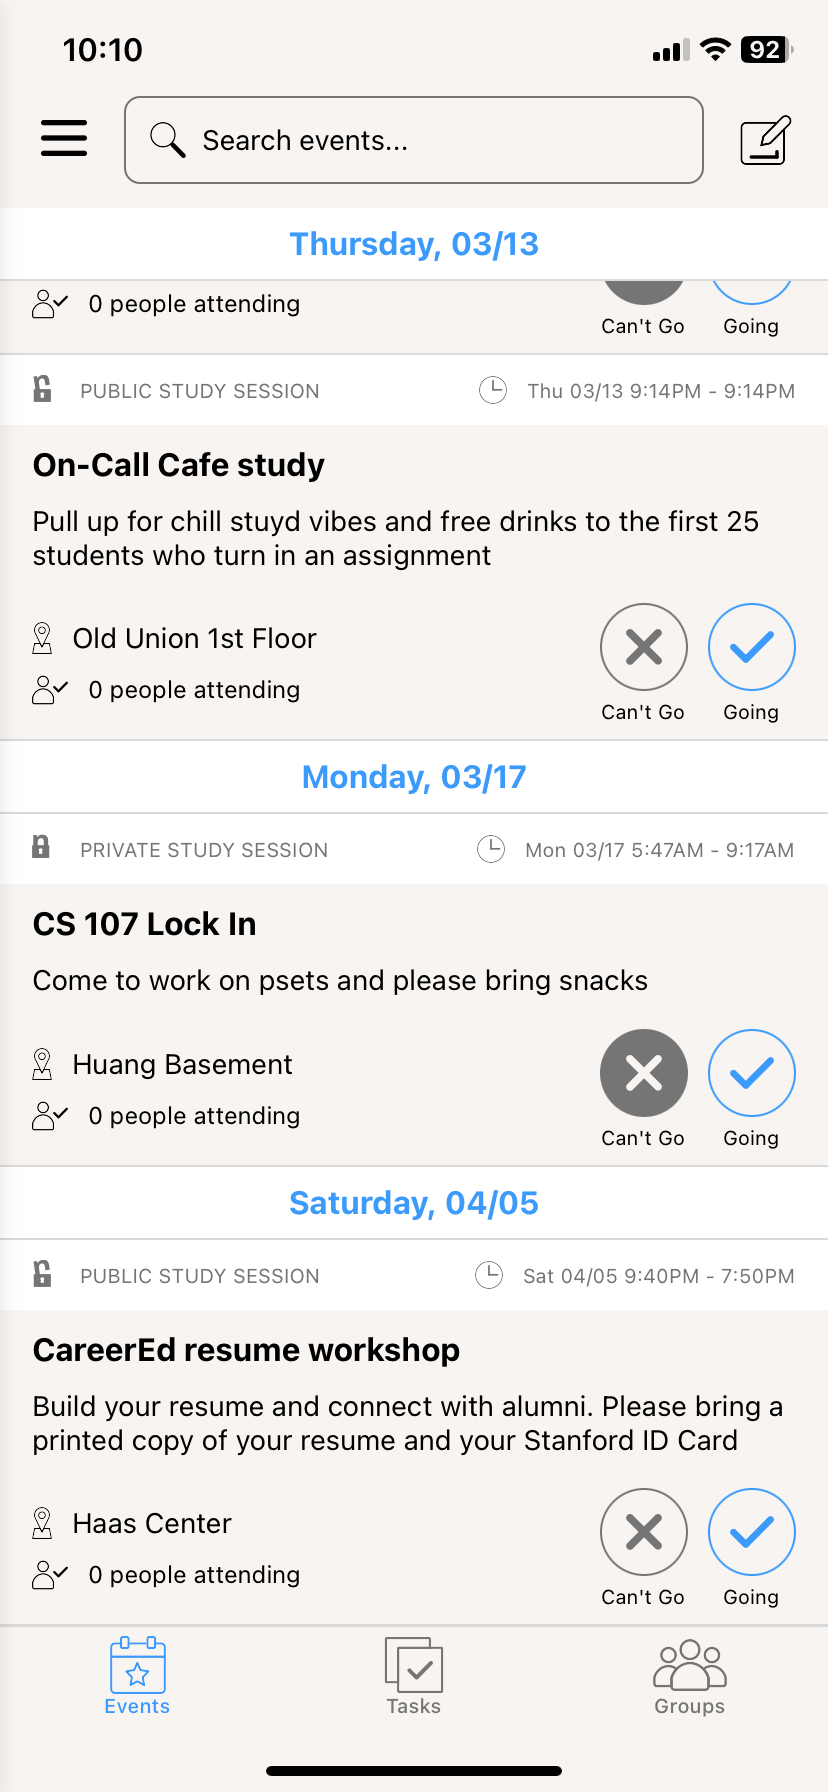 10:10
92
Search events...
Thursday, 03/13
0 people attending
Can't Go
Going
PUBLIC STUDY SESSION
Thu 03/13 9:14PM - 9:14PM
On-Call Cafe study
Pull up for chill stuyd vibes and free drinks to the first 25
students who turn in an assignment
Old Union 1st Floor
0 people attending
Can't Go
Going
Monday, 03/17
PRIVATE STUDY SESSION
Mon 03/17 5:47AM - 9:17AM
CS 107 Lock In
Come to work on psets and please bring snacks
Huang Basement
0 people attending
Can't Go
Going
Saturday, 04/05
PUBLIC STUDY SESSION
Sat 04/05 9:40PM - 7:50PM
CareerEd resume workshop
Build your resume and connect with alumni. Please bring a
printed copy of your resume and your Stanford ID Card
Haas Center
0 people attending
Can't Go
Going
Events
Tasks
Groups